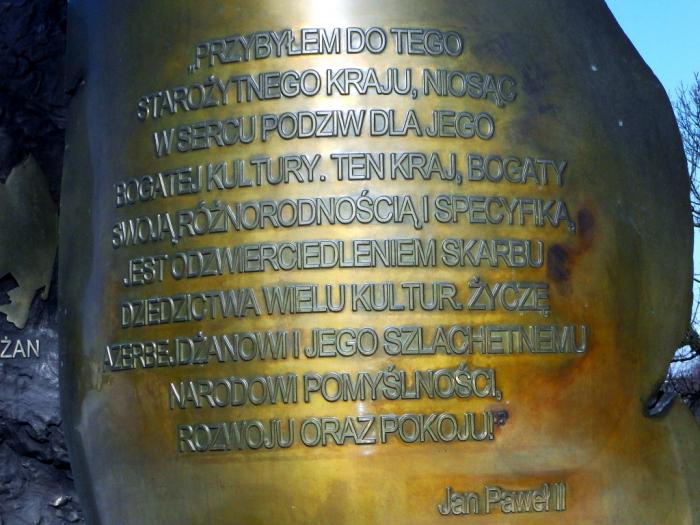 „PRZYBYŁEM DO TEGO
STAROŻYTNEGO KRAJU, NIOSĄC
W SERCU PODZIW DLA JEGO
BOGATEJ KULTURY. TEN KRAJ, BOGATY
SWOJĄ RÓŻNORODNOŚCIĄ I SPECYFIKĄ,
JEST ODZWIERCIEDLENIEM SKARBU
DZIEDZICTWA WIELU KULTUR. ŻYCZĘ
AZERBEJDŻANOWI I JEGO SZLACHETNEMU
NARODOWI POMYŚLNOŚCI,
ROZWOJU ORAZ POKOJU!"
Jan Paweł II
ŻAN